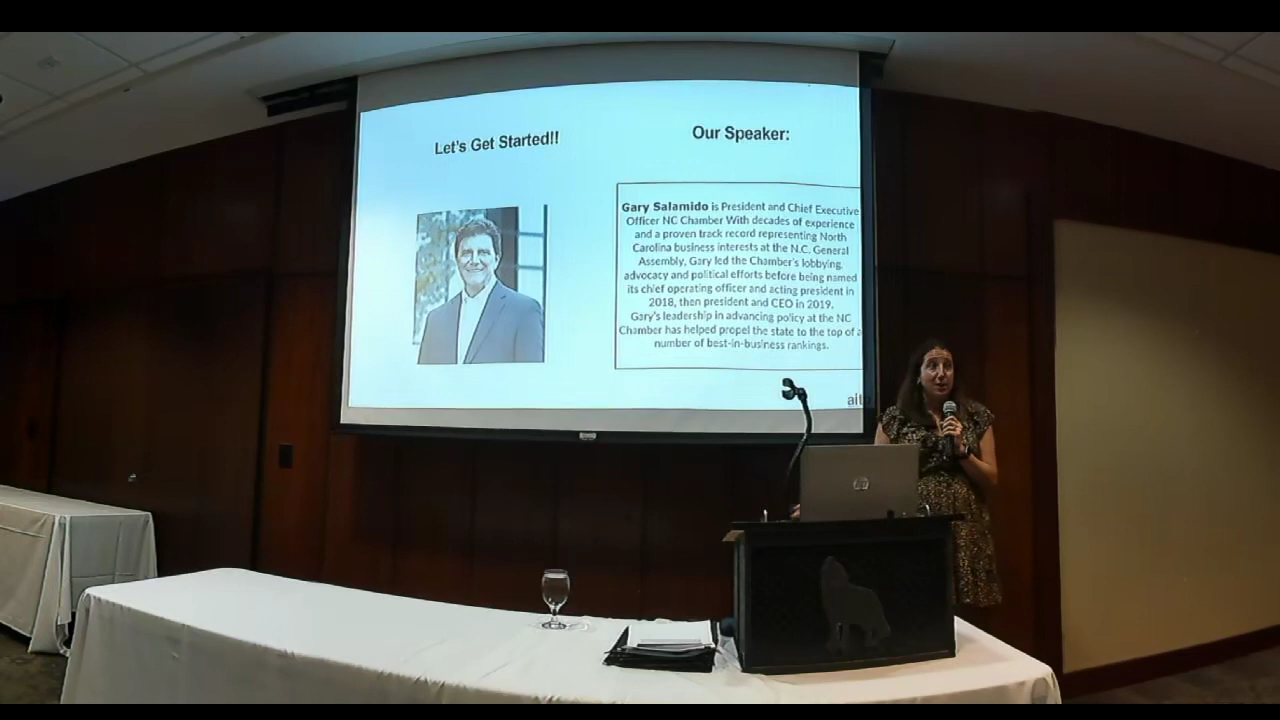 Let's Get Started!!
Our Speaker:
Gary Salamido is President and Chief Executive
Officer NC Chamber With decades of experience
and a proven track record representing North
Carolina business interests at the N.C. General
Assembly, Gary led the Chamber's lobbying,
advocacy and political efforts before being named
its chief operating officer and acting president in
2018, then president and CEO in 2019.
Gary's leadership in advancing policy at the NC
Chamber has helped propel the state to the top of a
number of best-in-business rankings.
hp